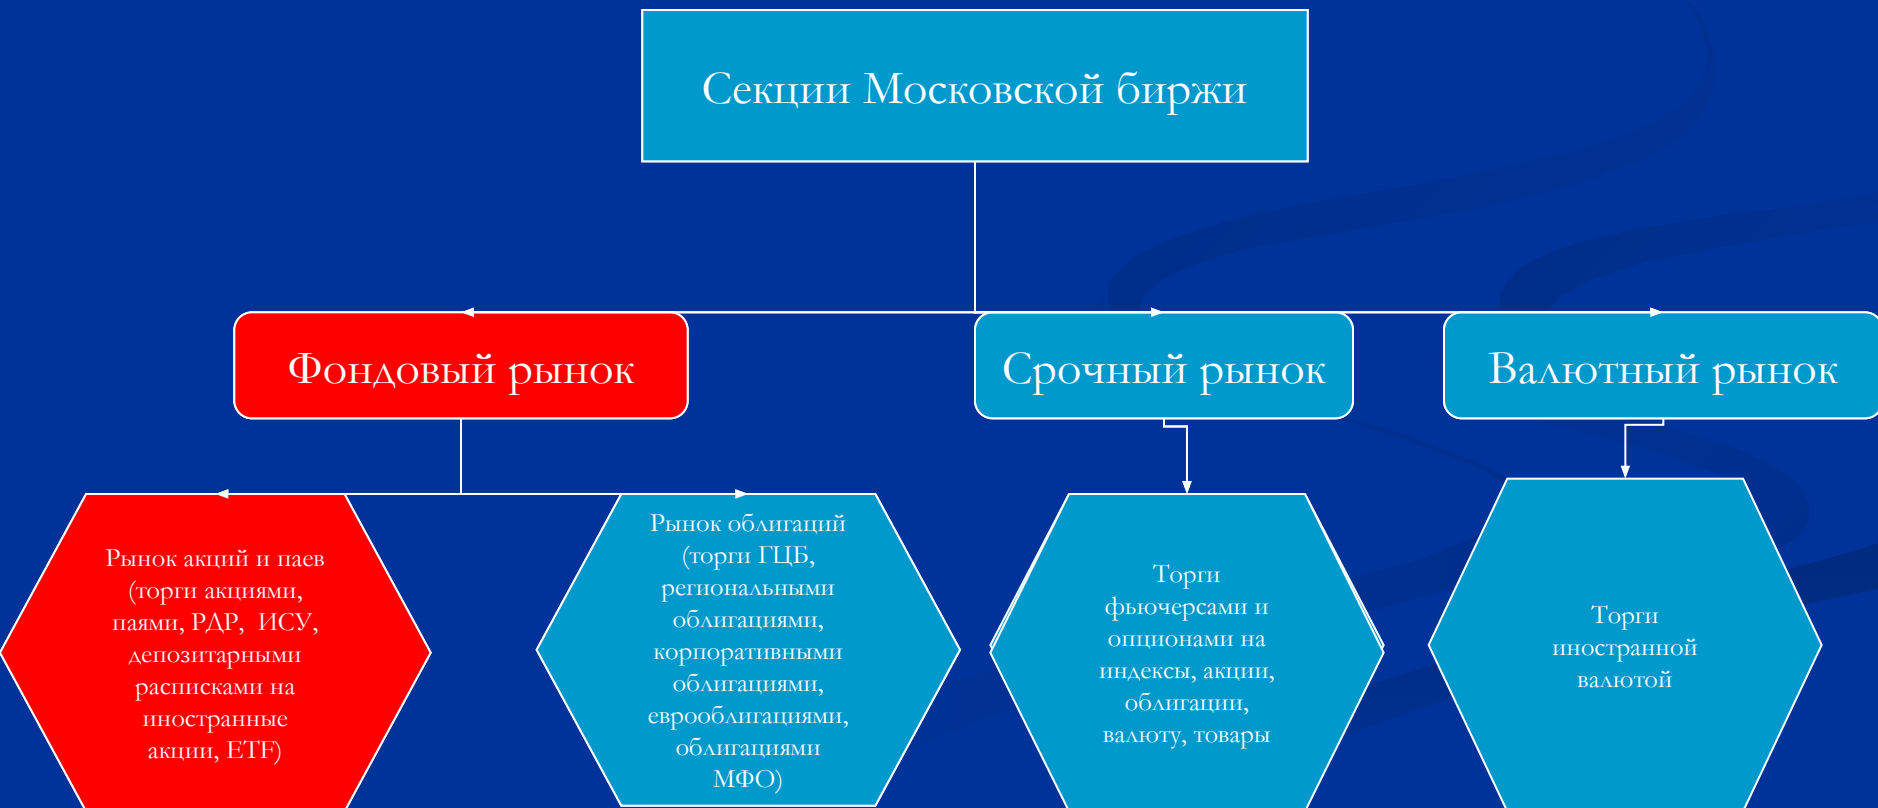 Секции Московской биржи
Фондовый рынок
Срочный рынок
Валютный рынок
Рынок акций и паев
(торги акциями,
паями, РДР, ИСУ,
депозитарными
расписками на
иностранные
акции, ETF)
Рынок облигаций
(торги ГЦБ,
региональными
облигациями,
корпоративными
облигациями,
еврооблигациями,
облигациями
МФО)
Торги
фьючерсами и
опционами на
индексы, акции,
облигации,
валюту, товары
Торги
иностранной
валютой